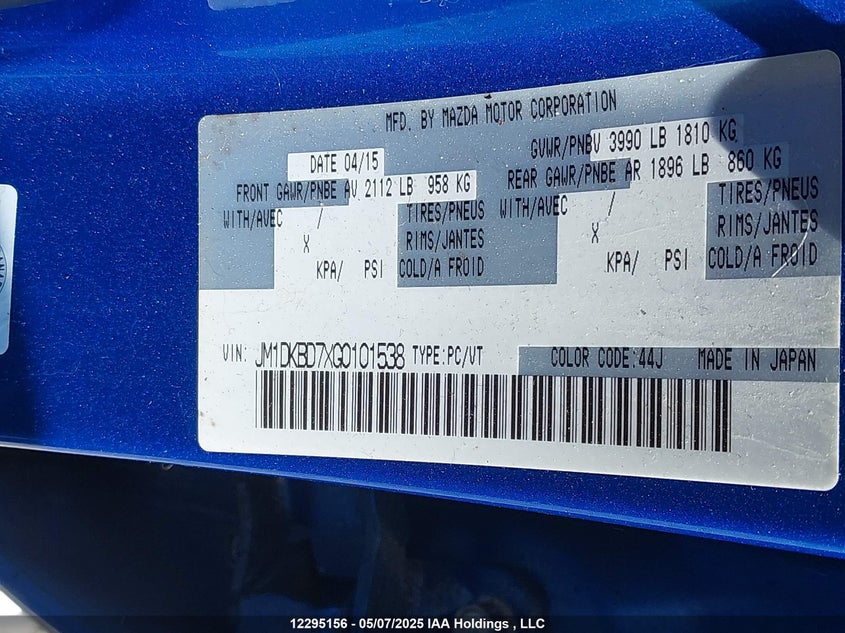 MFD. BY MAZDA MOTOR CORPORATION
DATE 04/15
GVWR/PNBV 3990 LB 1810 KG
FRONT GAWR/PNBE AV 2112 LB 958 KG
REAR GAWR/PNBE AR 1896 LB 860 KG
WITH/AVEC / TIRES/PNEUS WITH/AVEC / TIRES/PNEUS
X RIMS/JANTES X RIMS/JANTES
KPA/ PSI COLD/A FROID KPA/ PSI COLD/A FROID
VIN: JM1DKBD7XG0101538 TYPE:PC/VT COLOR CODE:44J MADE IN JAPAN
12295156 - 05/07/2025 IAA Holdings , LLC